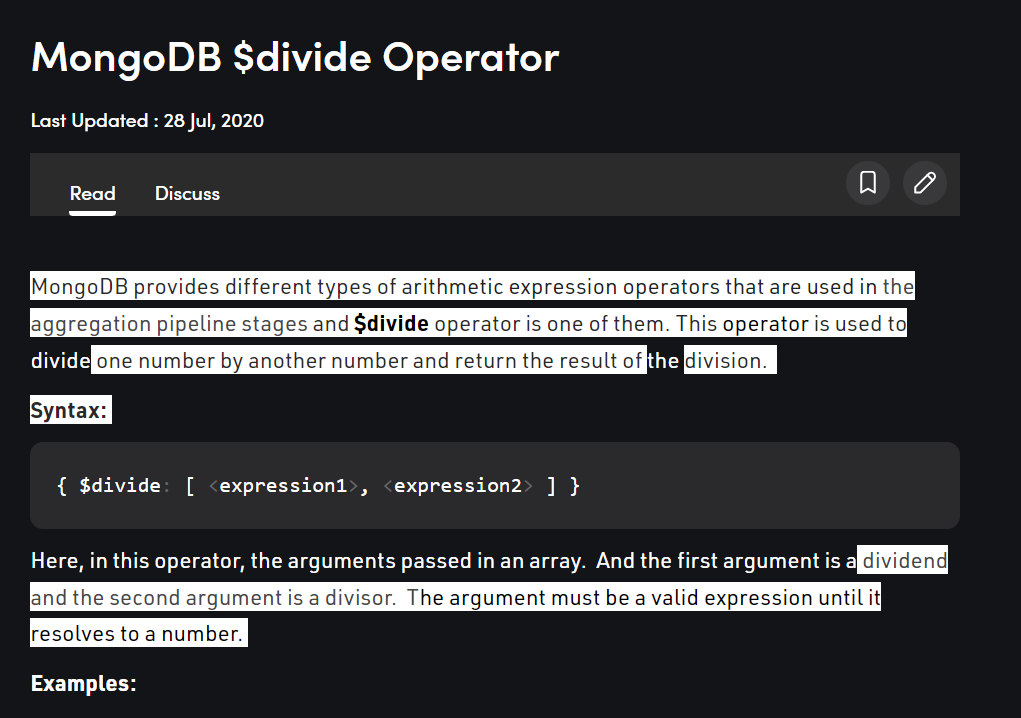 MongoDB $divide Operator
Last Updated : 28 Jul, 2020
Read Discuss
MongoDB provides different types of arithmetic expression operators that are used in the
aggregation pipeline stages and $divide operator is one of them. This operator is used to
divide one number by another number and return the result of the division.
Syntax:
{ $divide: [ <expression1>, <expression2> ] }
Here, in this operator, the arguments passed in an array.  And the first argument is a dividend
and the second argument is a divisor.  The argument must be a valid expression until it
resolves to a number.
Examples: